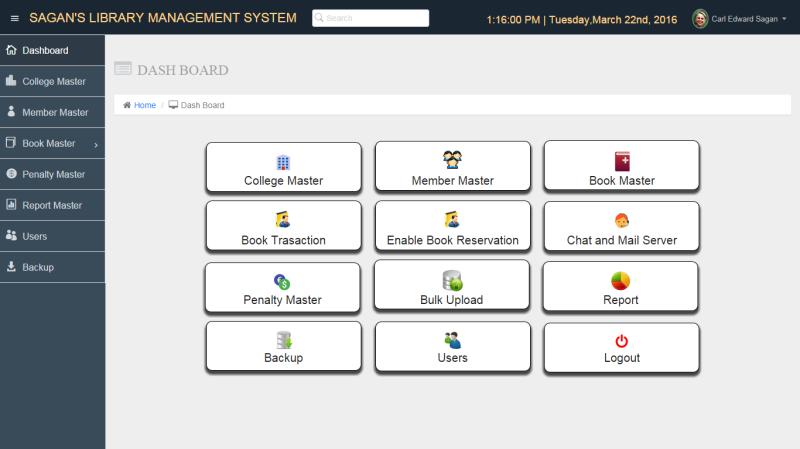 SAGAN'S LIBRARY MANAGEMENT SYSTEM
Search
1:16:00 PM | Tuesday,March 22nd, 2016
Carl Edward Sagan
Dashboard
College Master
Member Master
Book Master
Penalty Master
Report Master
Users
Backup
DASH BOARD
Home / Dash Board
College Master
Member Master
Book Master
Book Trasaction
Enable Book Reservation
Chat and Mail Server
Penalty Master
Bulk Upload
Report
Backup
Users
Logout